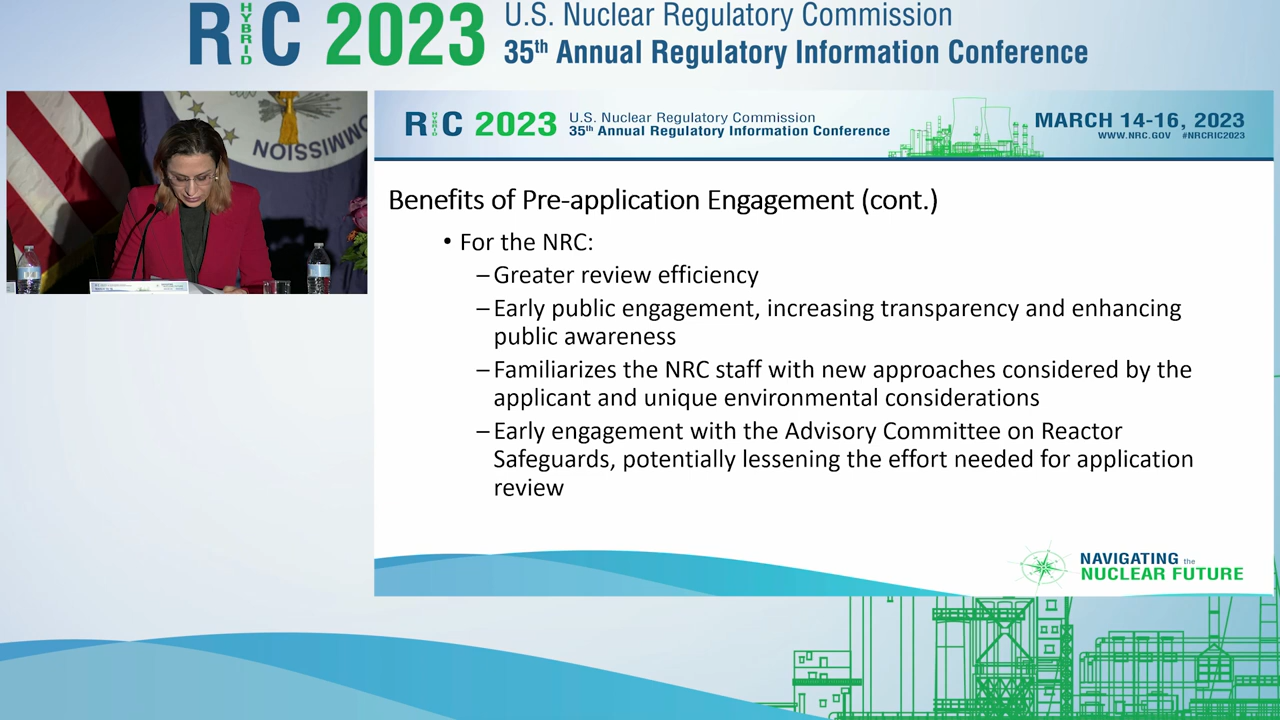 RIC 2023
HYBRID
U.S. Nuclear Regulatory Commission
35th Annual Regulatory Information Conference
OMMISSION
RIC 2023
HYBRID
U.S. Nuclear Regulatory Commission
35th Annual Regulatory Information Conference
MARCH 14-16, 2023
WWW.NRC.GOV #NRCRIC2023
Benefits of Pre-application Engagement (cont.)
• For the NRC:
–Greater review efficiency
–Early public engagement, increasing transparency and enhancing
public awareness
–Familiarizes the NRC staff with new approaches considered by the
applicant and unique environmental considerations
–Early engagement with the Advisory Committee on Reactor
Safeguards, potentially lessening the effort needed for application
review
NAVIGATING the
NUCLEAR FUTURE